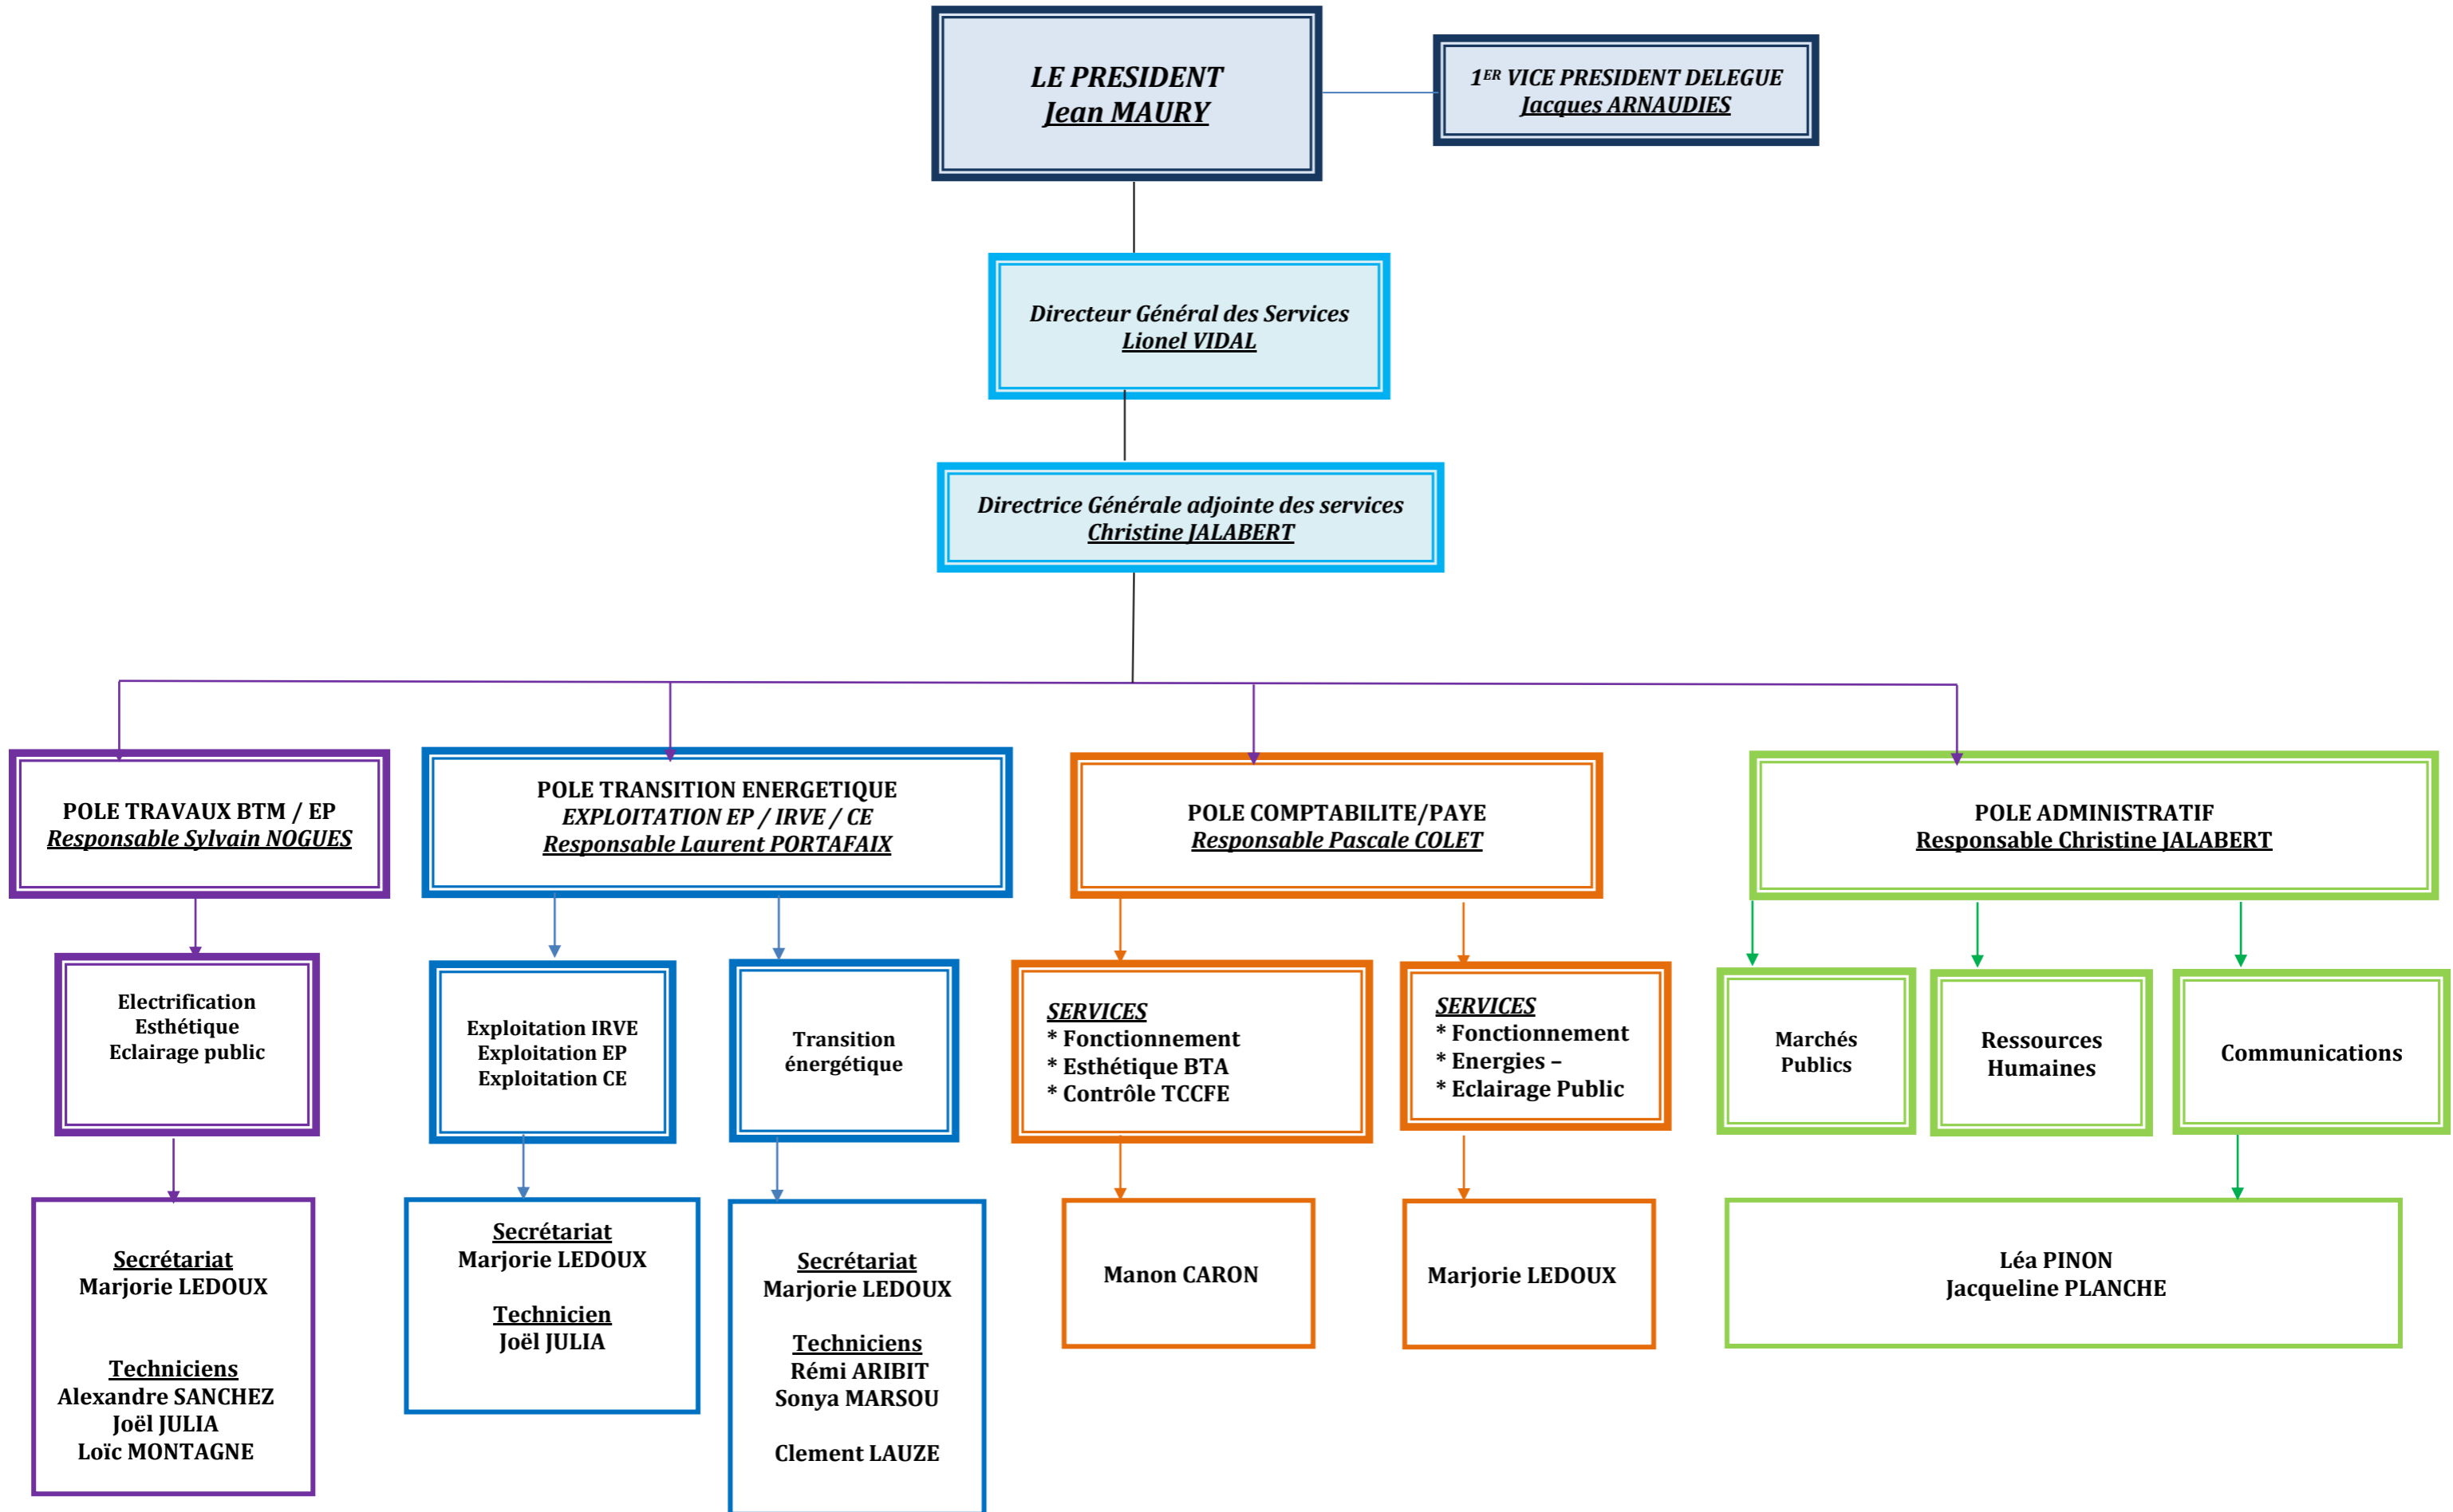 LE PRESIDENT
Jean MAURY
1ER VICE PRESIDENT DELEGUE
Jacques ARNAUDIES
Directeur Général des Services
Lionel VIDAL
Directrice Générale adjointe des services
Christine JALABERT
POLE TRAVAUX BTM / EP
Responsable Sylvain NOGUES
POLE TRANSITION ENERGETIQUE
EXPLOITATION EP / IRVE / CE
Responsable Laurent PORTAFAIX
POLE COMPTABILITE/PAYE
Responsable Pascale COLET
POLE ADMINISTRATIF
Responsable Christine JALABERT
Electrification
Esthétique
Eclairage public
Exploitation IRVE
Exploitation EP
Exploitation CE
Transition
énergétique
SERVICES
* Fonctionnement
* Esthétique BTA
* Contrôle TCCFE
SERVICES
* Fonctionnement
* Energies –
* Eclairage Public
Marchés
Publics
Ressources
Humaines
Communications
Secrétariat
Marjorie LEDOUX
Techniciens
Alexandre SANCHEZ
Joël JULIA
Loïc MONTAGNE
Secrétariat
Marjorie LEDOUX
Technicien
Joël JULIA
Secrétariat
Marjorie LEDOUX
Techniciens
Rémi ARIBIT
Sonya MARSOU
Clement LAUZE
Manon CARON
Marjorie LEDOUX
Léa PINON
Jacqueline PLANCHE